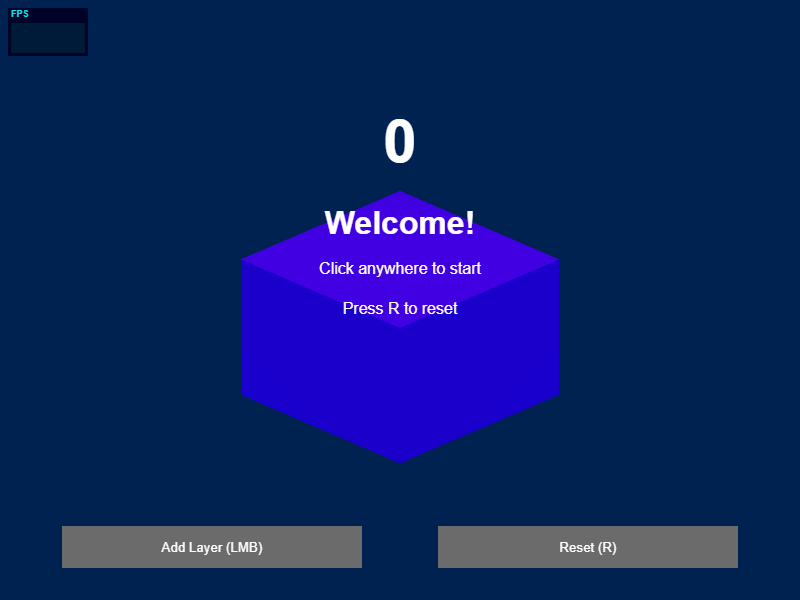 FPS
0
Welcome!
Click anywhere to start
Press R to reset
Add Layer (LMB)
Reset (R)